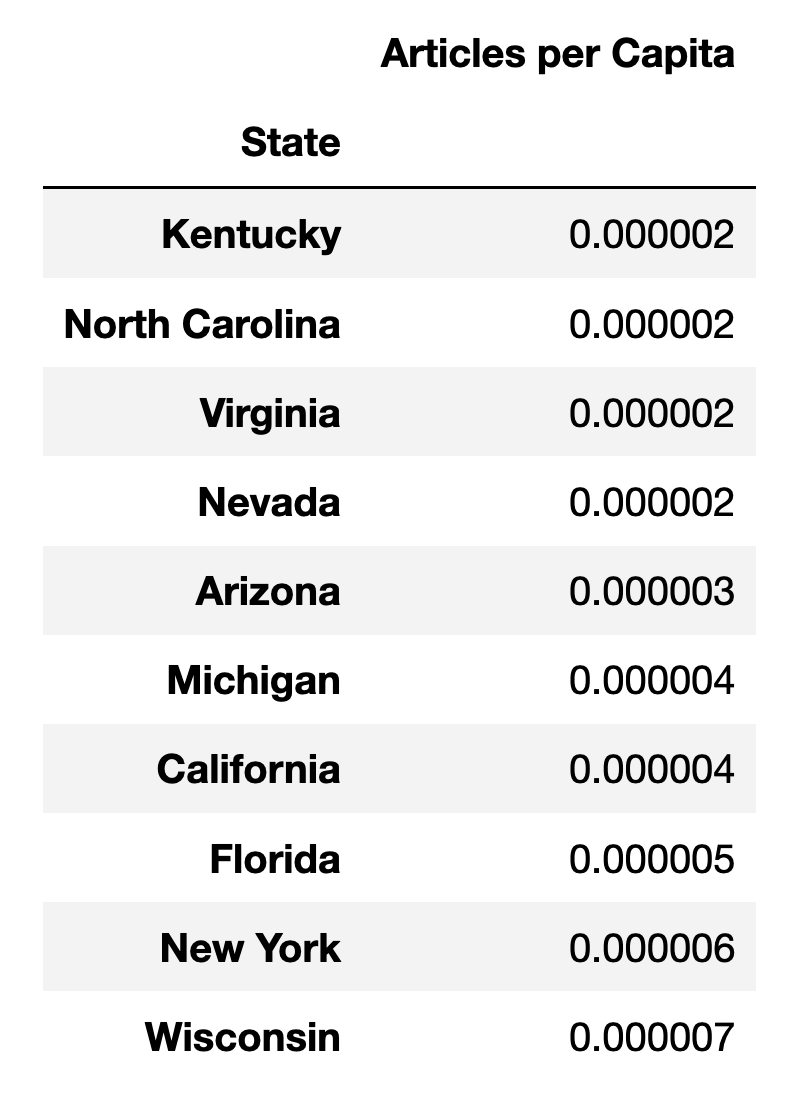 Articles per Capita
State
Kentucky 0.000002
North Carolina 0.000002
Virginia 0.000002
Nevada 0.000002
Arizona 0.000003
Michigan 0.000004
California 0.000004
Florida 0.000005
New York 0.000006
Wisconsin 0.000007